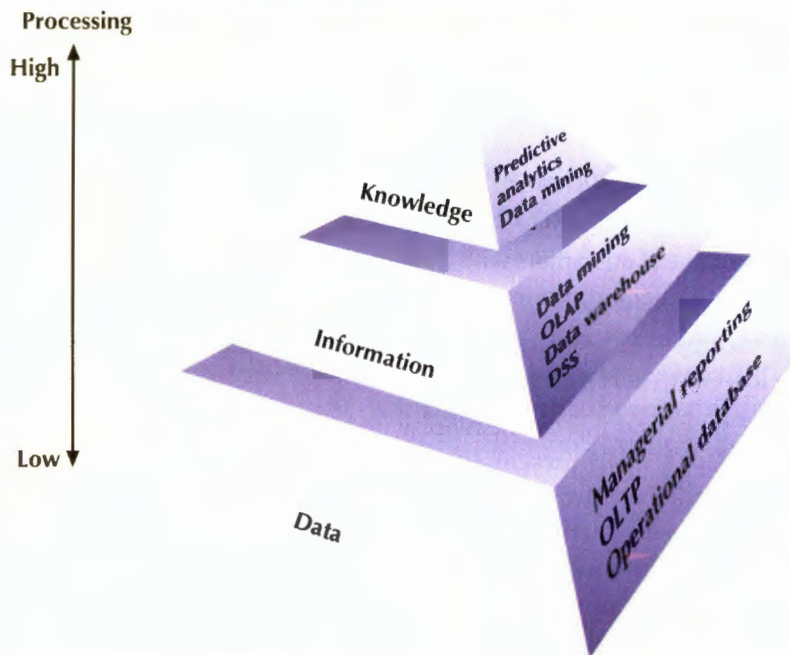 Processing
High
Low
Knowledge
Predictive
analytics
Data mining
Information
Data mining
OLAP
Data warehouse
DSS
Data
Managerial reporting
OLTP
Operational database